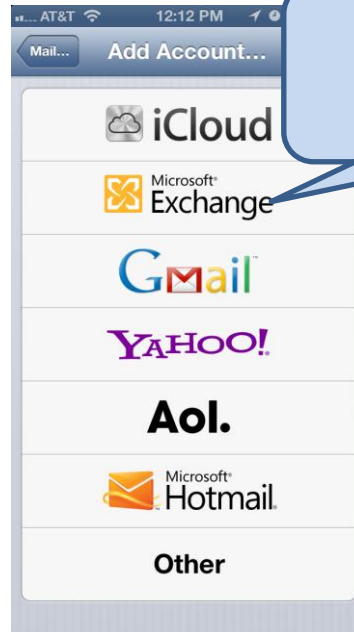 AT&T 12:12 PM
Mail... Add Account...
iCloud
Microsoft
Exchange
Gmail
YAHOO!
Aol.
Microsoft
Hotmail
Other